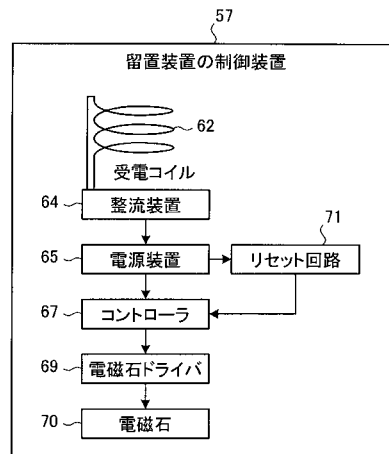 57
留置装置の制御装置
62
受電コイル
64
整流装置
71
65
電源装置
リセット回路
67
コントローラ
69
電磁石ドライバ
70
電磁石